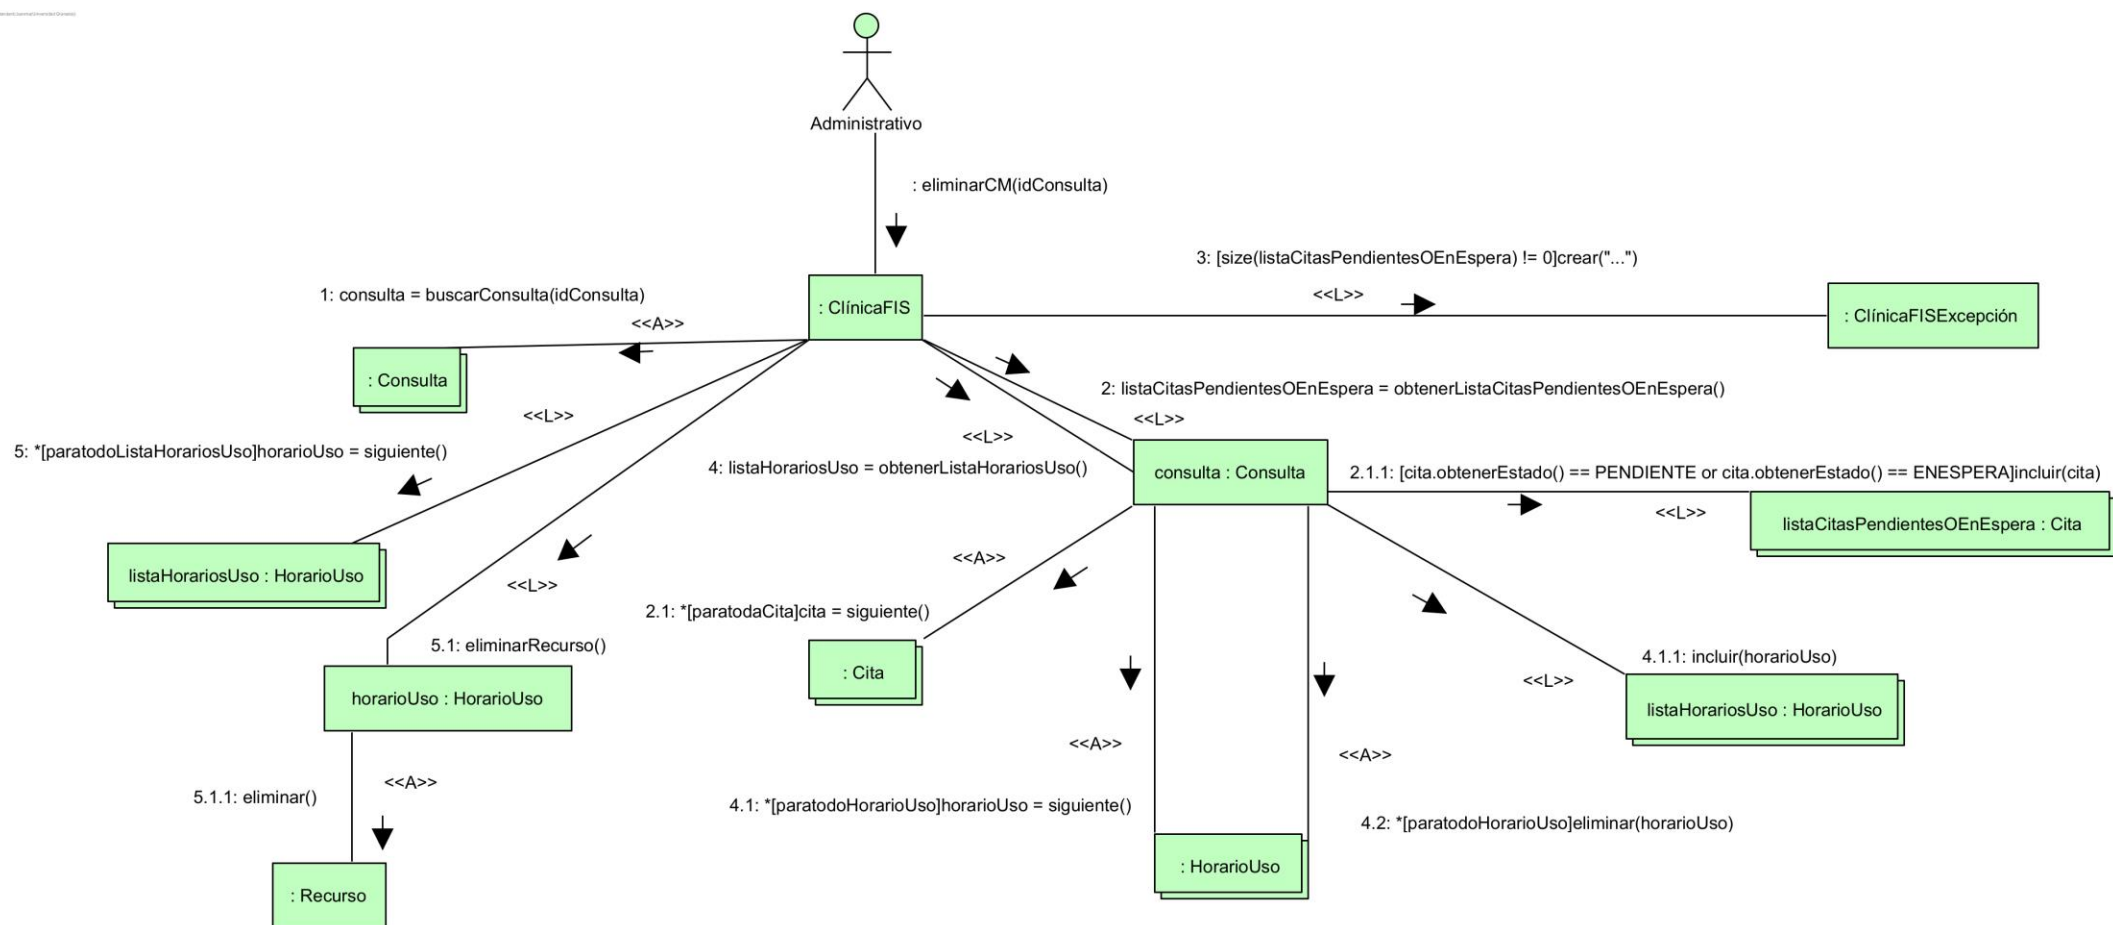 Administrativo
: eliminarCM(idConsulta)
3: [size(listaCitasPendientesOEnEspera) != 0]crear("...")
1: consulta = buscarConsulta(idConsulta)
<<L>>
: ClínicaFIS
: ClínicaFISExcepción
<<A>>
: Consulta
2: listaCitasPendientesOEnEspera = obtenerListaCitasPendientesOEnEspera()
<<L>>
<<L>>
<<L>>
5: *[paratodoListaHorariosUso]horarioUso = siguiente()
4: listaHorariosUso = obtenerListaHorariosUso()
consulta : Consulta
2.1.1: [cita.obtenerEstado() == PENDIENTE or cita.obtenerEstado() == ENESPERA]incluir(cita)
<<L>>
listaCitasPendientesOEnEspera : Cita
<<A>>
listaHorariosUso : HorarioUso
<<L>>
2.1: *[paratodaCita]cita = siguiente()
5.1: eliminarRecurso()
4.1.1: incluir(horarioUso)
: Cita
<<L>>
horarioUso : HorarioUso
listaHorariosUso : HorarioUso
<<A>>
<<A>>
<<A>>
5.1.1: eliminar()
4.1: *[paratodoHorarioUso]horarioUso = siguiente()
4.2: *[paratodoHorarioUso]eliminar(horarioUso)
: HorarioUso
: Recurso